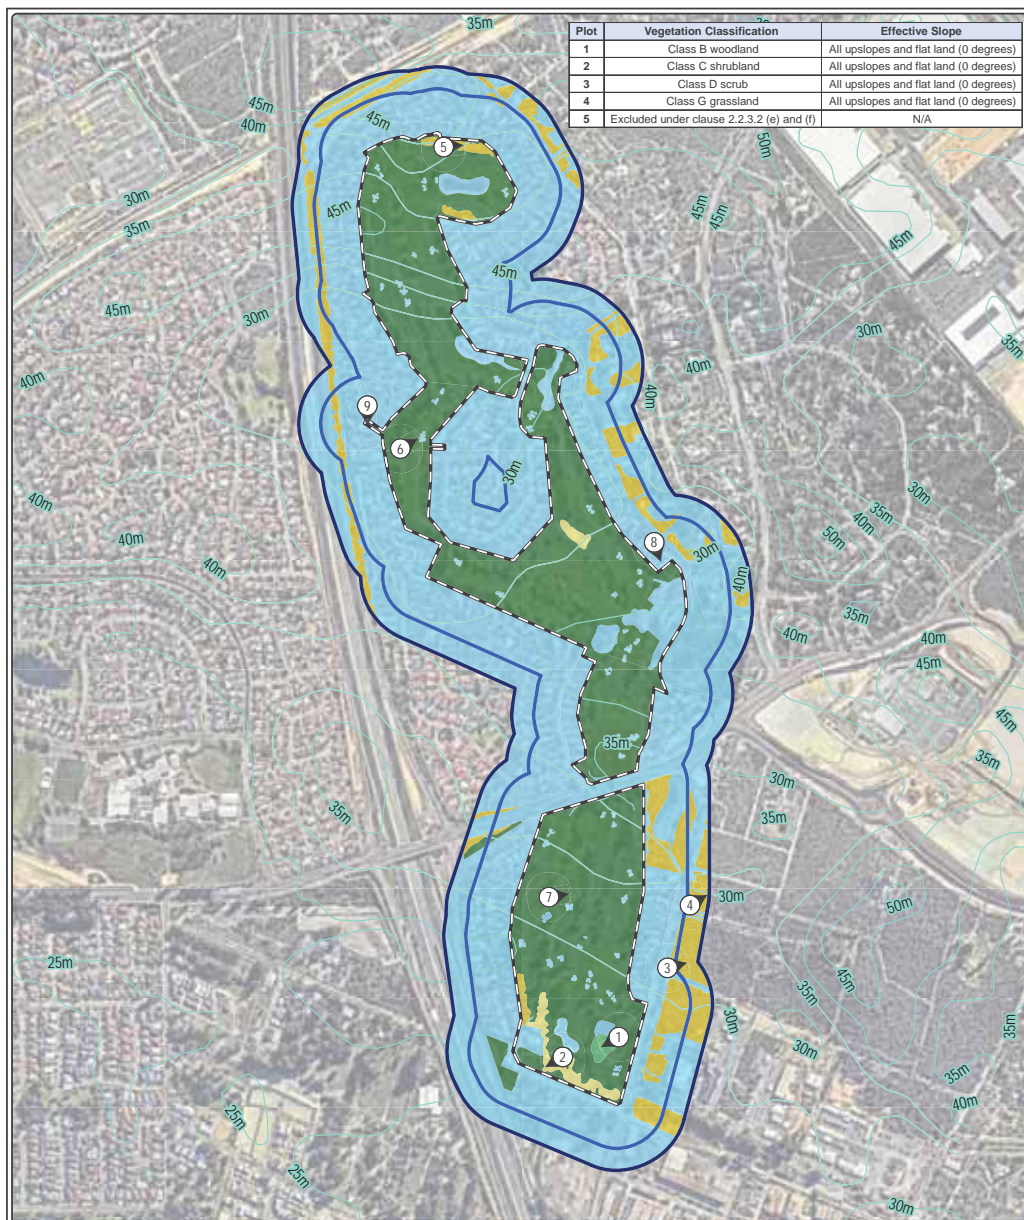 Plot Vegetation Classification Effective Slope
1 Class B woodland All upslopes and flat land (0 degrees)
2 Class C shrubland All upslopes and flat land (0 degrees)
3 Class D scrub All upslopes and flat land (0 degrees)
4 Class G grassland All upslopes and flat land (0 degrees)
5 Excluded under clause 2.2.3.2 (e) and (f) N/A
35m
45m
40m
45m
50m
5
30m
45m
45m
45m
35m
45m
45m
45m
30m
30m
35m
40m
40m
40m
9
6
30m
30m
40m
35m
40m
50m
40m
8
30m
40m
40m
35m
40m
40m
45m
45m
35m
35m
30m
35m
35m
7
4
30m
50m
25m
3
45m
35m
30m
35m
1
30m
2
35m
40m
25m
25m
30m